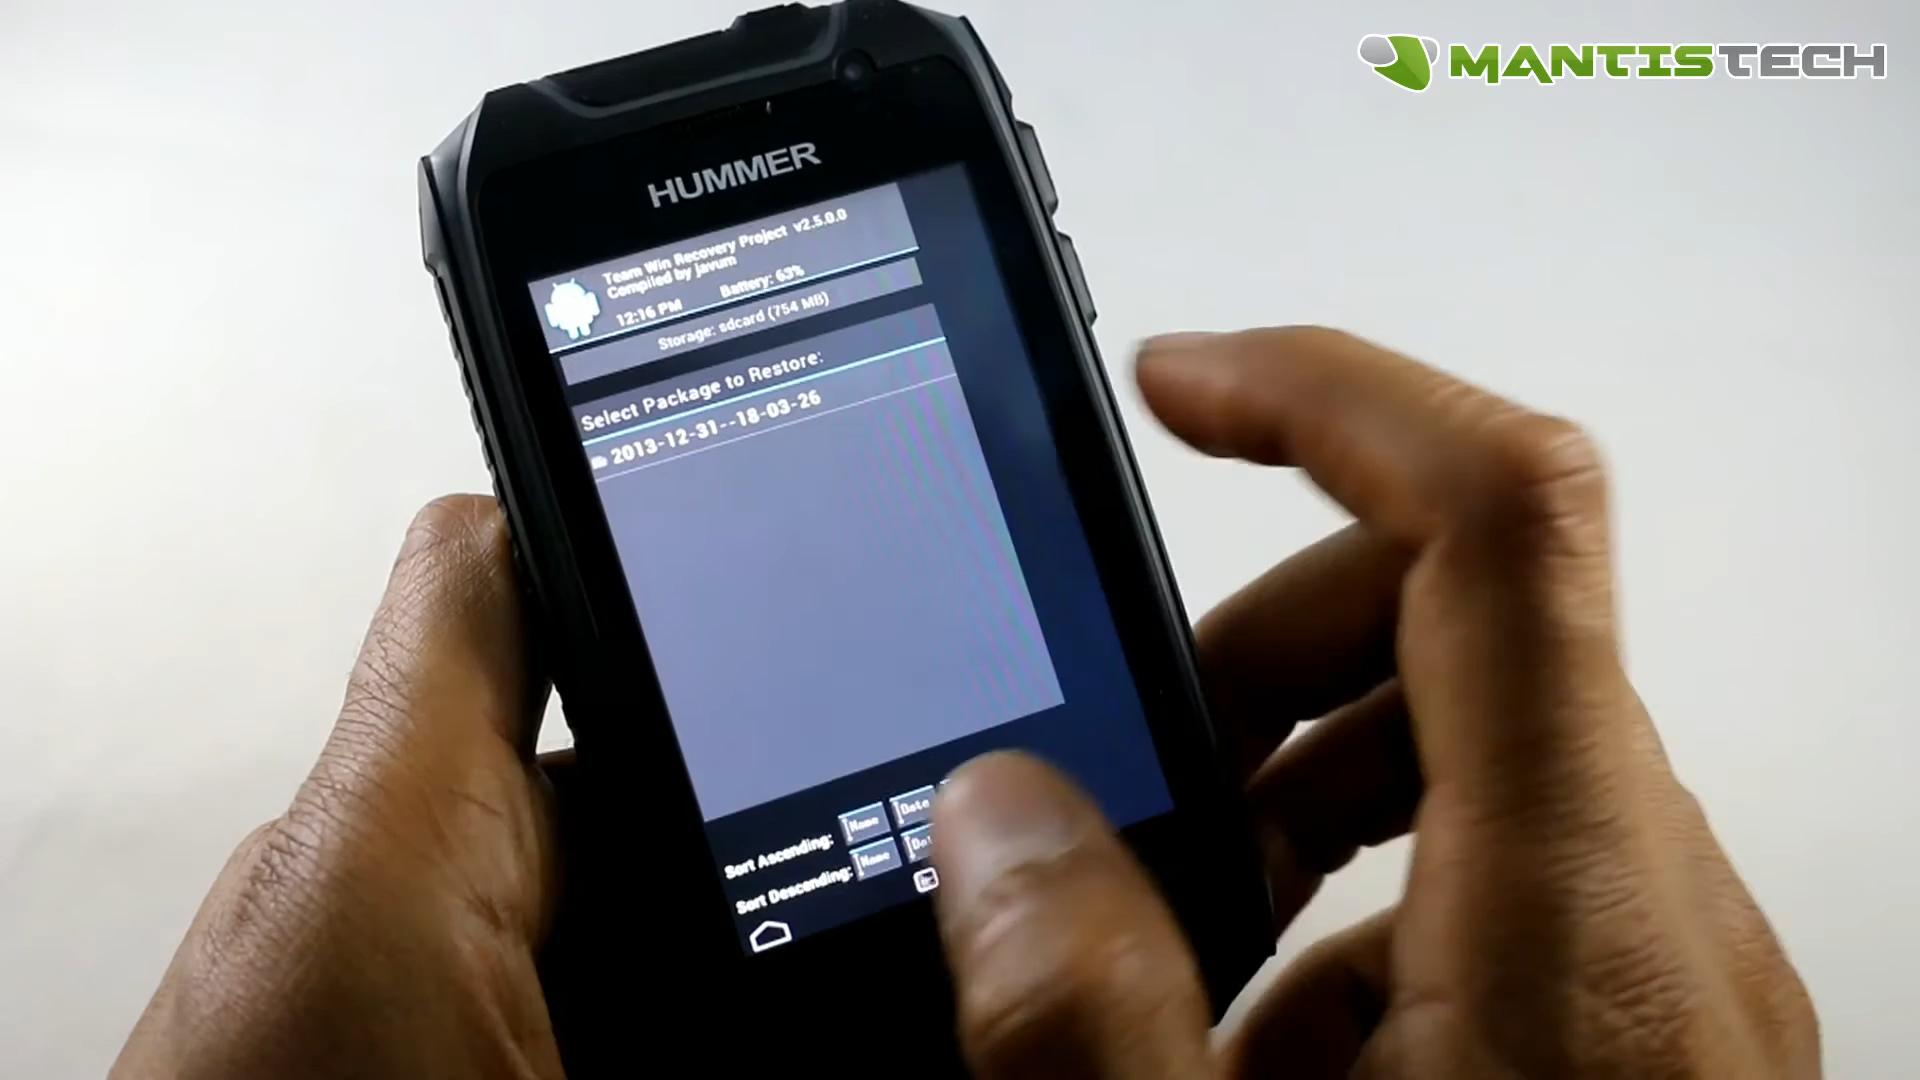 MANTISTECH
HUMMER
Team Win Recovery Project v2.5.0.0
Compiled by javum
12:16 PM Battery: 63%
Storage: sdcard (754 MB)
Select Package to Restore:
2013-12-31--18-03-26
Sort Ascending: Name Date
Sort Descending: Name